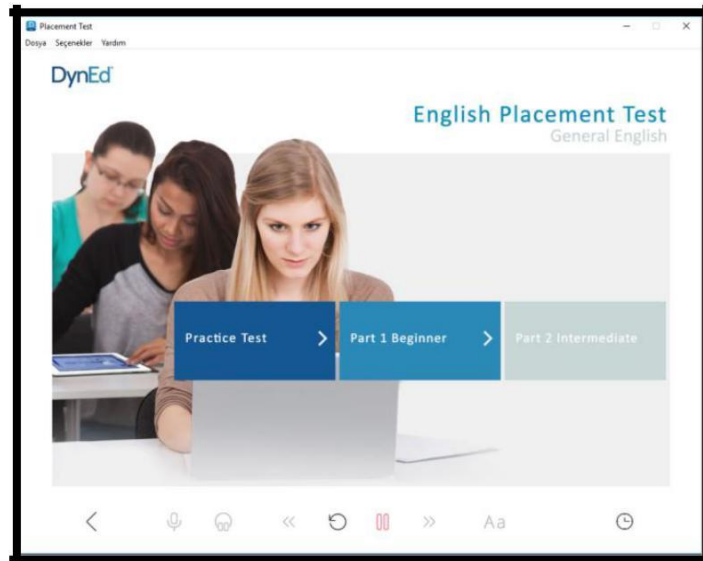 Placement Test
Dosya Seçenekler Yardım
DynEd
English Placement Test
General English
Practice Test
Part 1 Beginner
Part 2 Intermediate
Aa